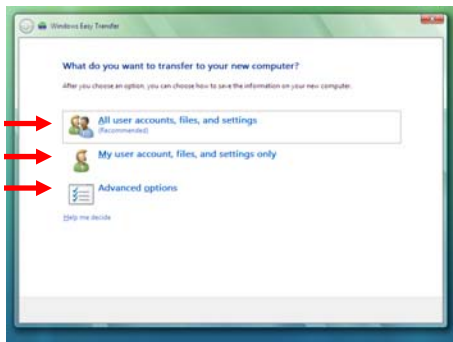 Windows Easy Transfer
What do you want to transfer to your new computer?
After you choose an option, you can choose how to save the information on your new computer.
All user accounts, files, and settings
(Recommended)
My user account, files, and settings only
Advanced options
Help me decide